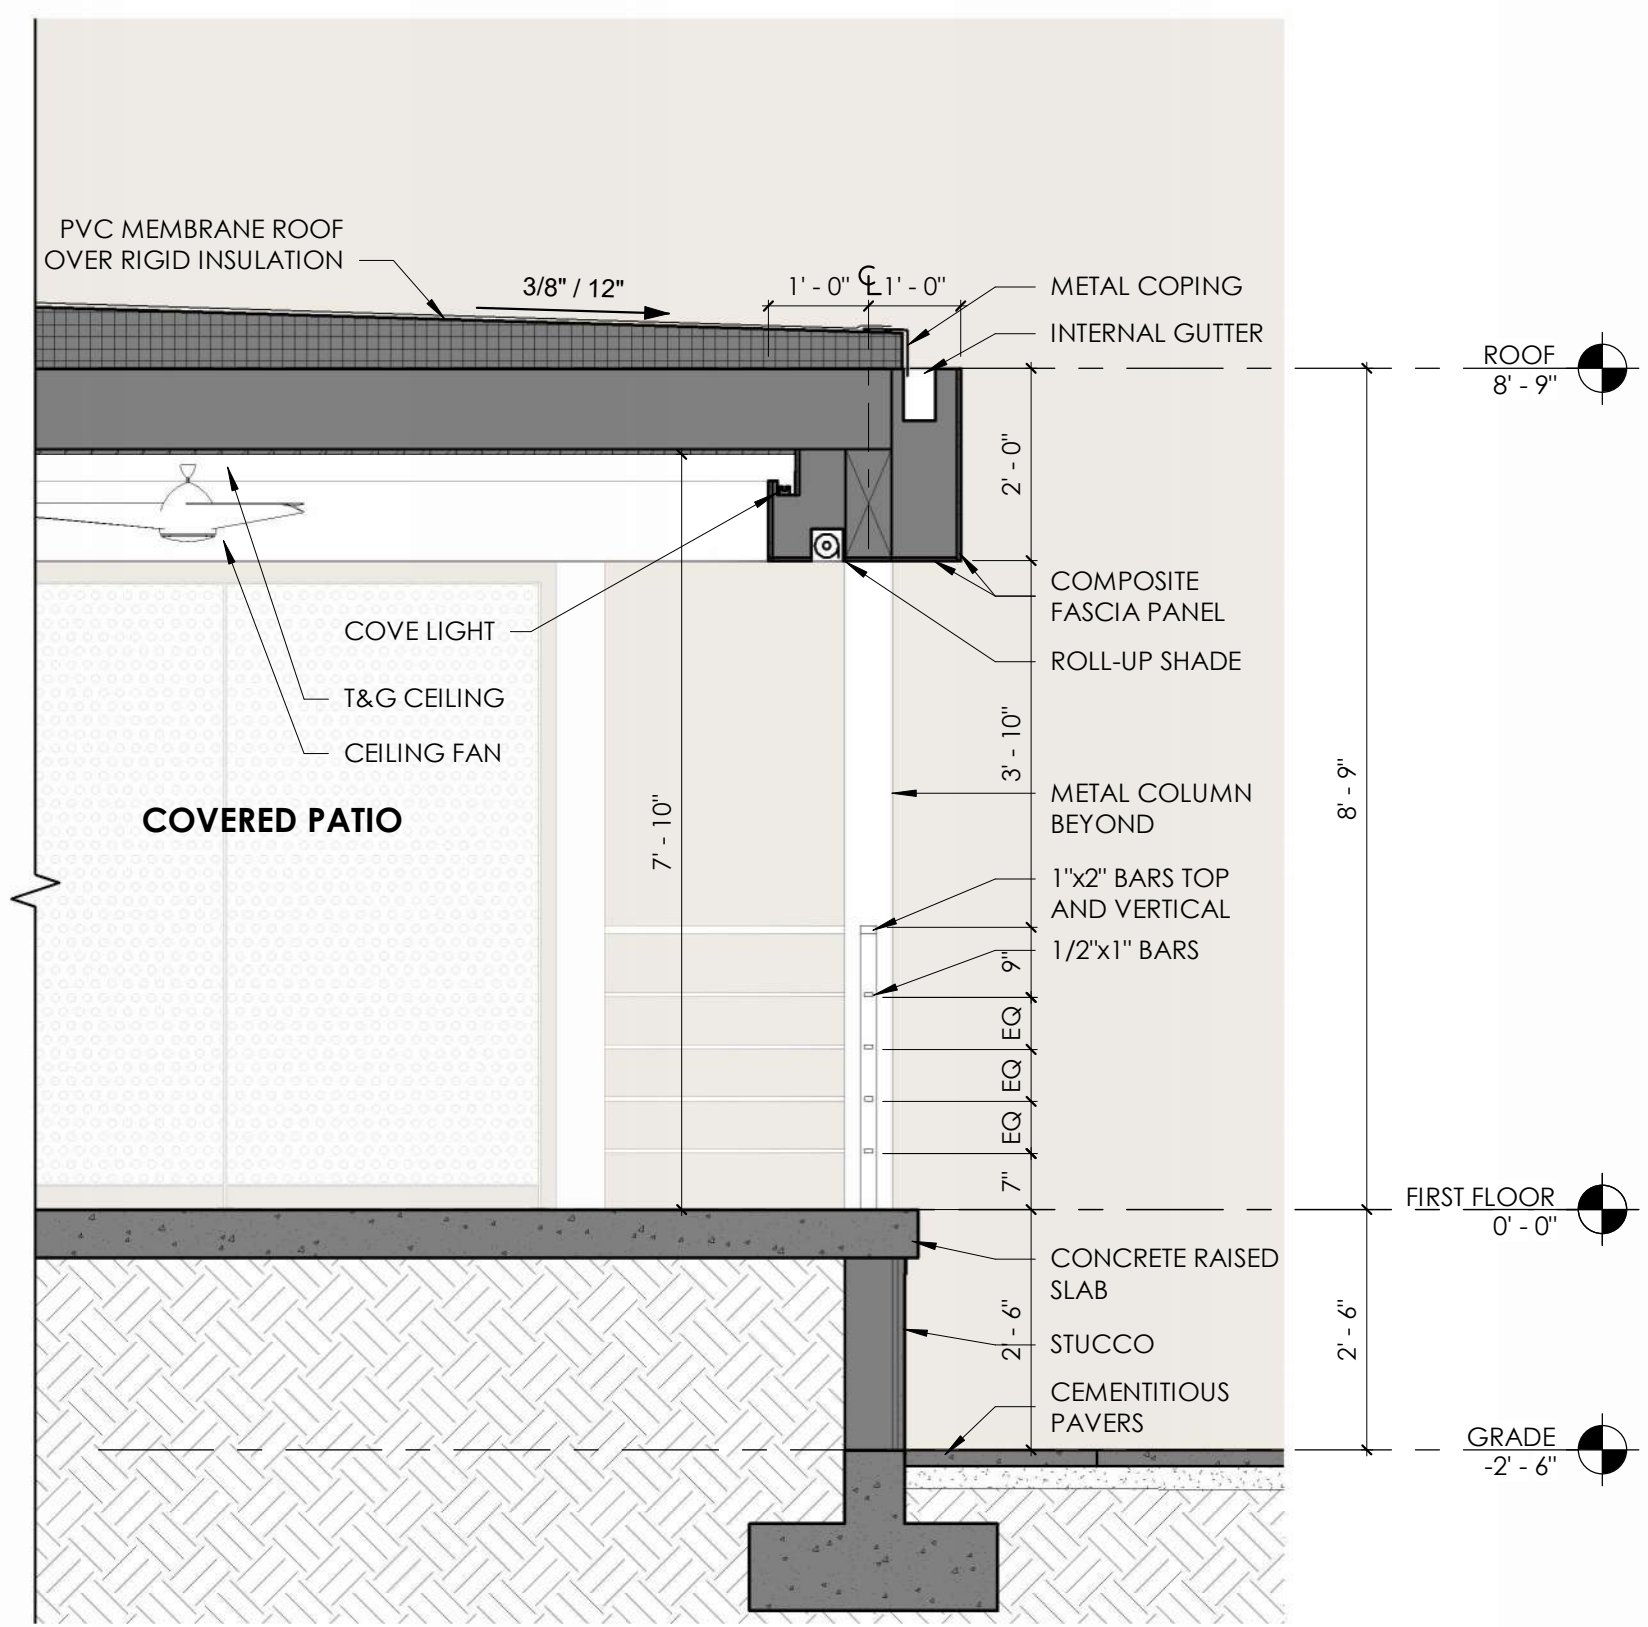 PVC MEMBRANE ROOF
OVER RIGID INSULATION
3/8" / 12"
1' - 0"
℄
1' - 0"
METAL COPING
INTERNAL GUTTER
ROOF
8' - 9"
2' - 0"
COMPOSITE
FASCIA PANEL
COVE LIGHT
ROLL-UP SHADE
T&G CEILING
CEILING FAN
3' - 10"
METAL COLUMN
BEYOND
COVERED PATIO
7' - 10"
8' - 9"
1"x2" BARS TOP
AND VERTICAL
1/2"x1" BARS
9"
EQ
EQ
EQ
7"
FIRST FLOOR
0' - 0"
CONCRETE RAISED
SLAB
2' - 6"
STUCCO
2' - 6"
CEMENTITIOUS
PAVERS
GRADE
-2' - 6"